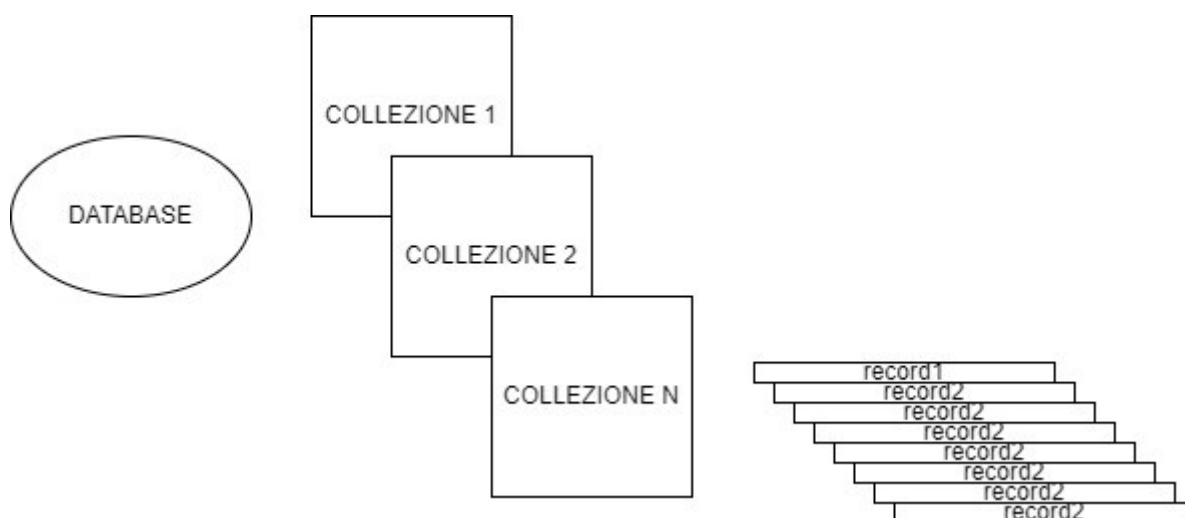 COLLEZIONE 1
DATABASE
COLLEZIONE 2
COLLEZIONE N
record1
record2
record2
record2
record2
record2
record2
record2